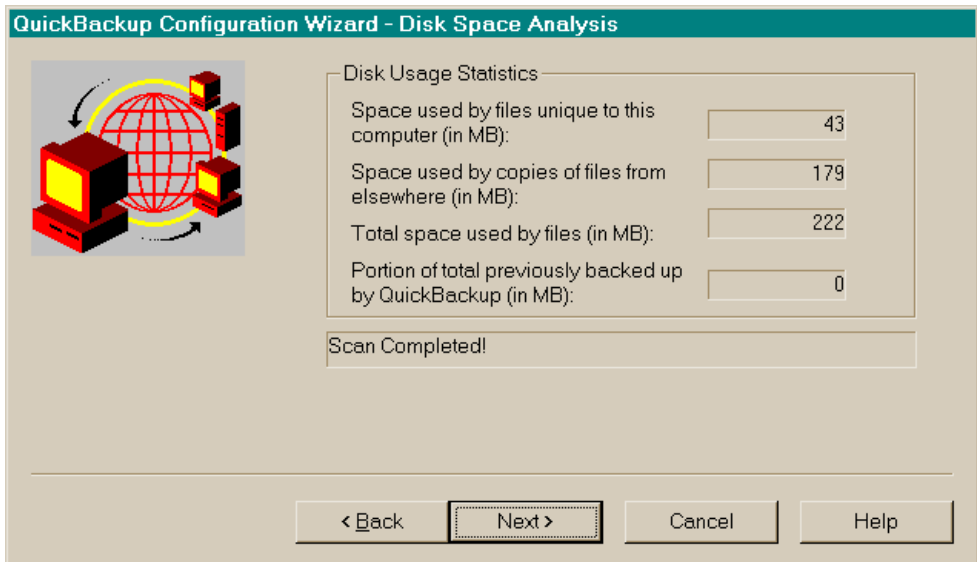 QuickBackup Configuration Wizard - Disk Space Analysis
Disk Usage Statistics
Space used by files unique to this
computer (in MB):
43
Space used by copies of files from
elsewhere (in MB):
179
Total space used by files (in MB):
222
Portion of total previously backed up
by QuickBackup (in MB):
0
Scan Completed!
< Back
Next >
Cancel
Help